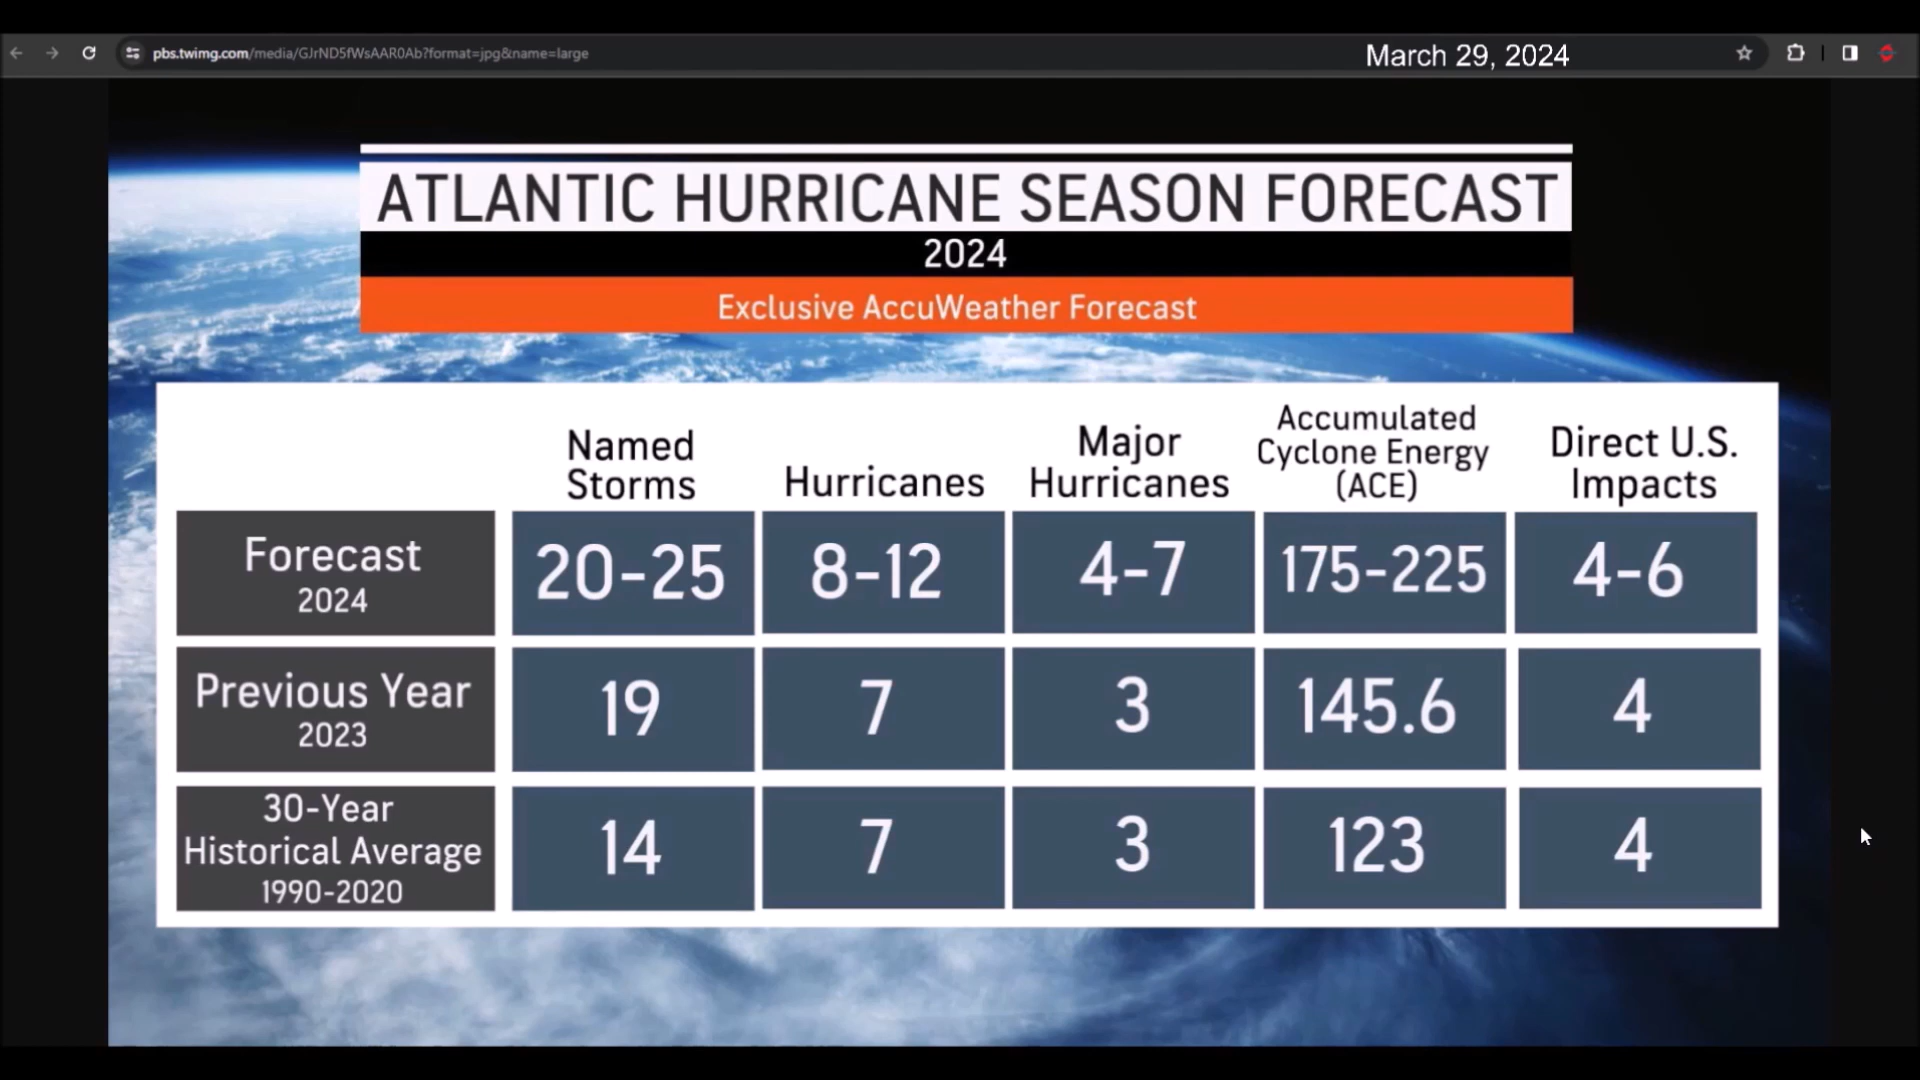 pbs.twimg.com/media/GJrND5fWsAAR0Ab?format=jpg&name=large
March 29, 2024
ATLANTIC HURRICANE SEASON FORECAST
2024
Exclusive AccuWeather Forecast
Named
Storms
Hurricanes
Major
Hurricanes
Accumulated
Cyclone Energy
(ACE)
Direct U.S.
Impacts
Forecast
2024
20-25
8-12
4-7
175-225
4-6
Previous Year
2023
19
7
3
145.6
4
30-Year
Historical Average
1990-2020
14
7
3
123
4